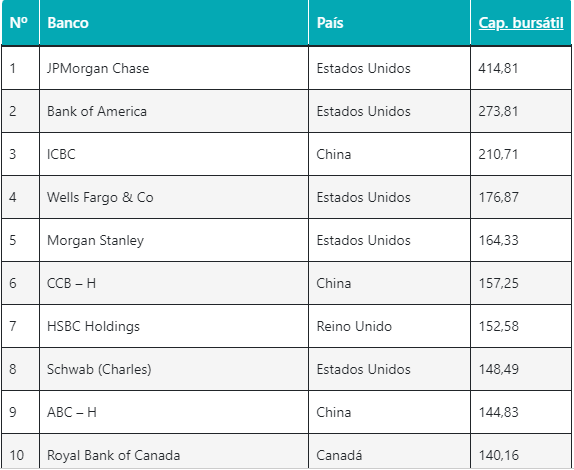 Nº Banco País Cap. bursátil
1 JPMorgan Chase Estados Unidos 414,81
2 Bank of America Estados Unidos 273,81
3 ICBC China 210,71
4 Wells Fargo & Co Estados Unidos 176,87
5 Morgan Stanley Estados Unidos 164,33
6 CCB – H China 157,25
7 HSBC Holdings Reino Unido 152,58
8 Schwab (Charles) Estados Unidos 148,49
9 ABC – H China 144,83
10 Royal Bank of Canada Canadá 140,16